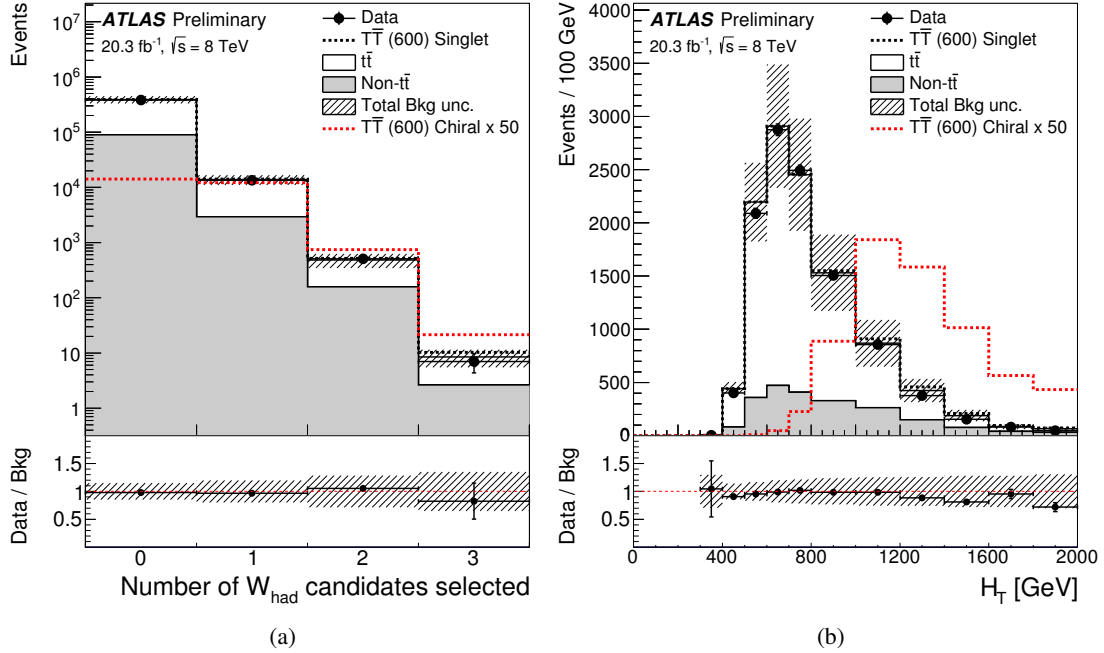 Events
10⁷
10⁶
10⁵
10⁴
10³
10²
10
1
ATLAS Preliminary
20.3 fb⁻¹, √s = 8 TeV
Data
TT̅ (600) Singlet
tt̅
Non-tt̅
Total Bkg unc.
TT̅ (600) Chiral x 50
Data / Bkg
1.5
1
0.5
0 1 2 3
Number of W_had candidates selected
(a)
Events / 100 GeV
4000
3500
3000
2500
2000
1500
1000
500
0
ATLAS Preliminary
20.3 fb⁻¹, √s = 8 TeV
Data
TT̅ (600) Singlet
tt̅
Non-tt̅
Total Bkg unc.
TT̅ (600) Chiral x 50
Data / Bkg
1.5
1
0.5
0 400 800 1200 1600 2000
H_T [GeV]
(b)